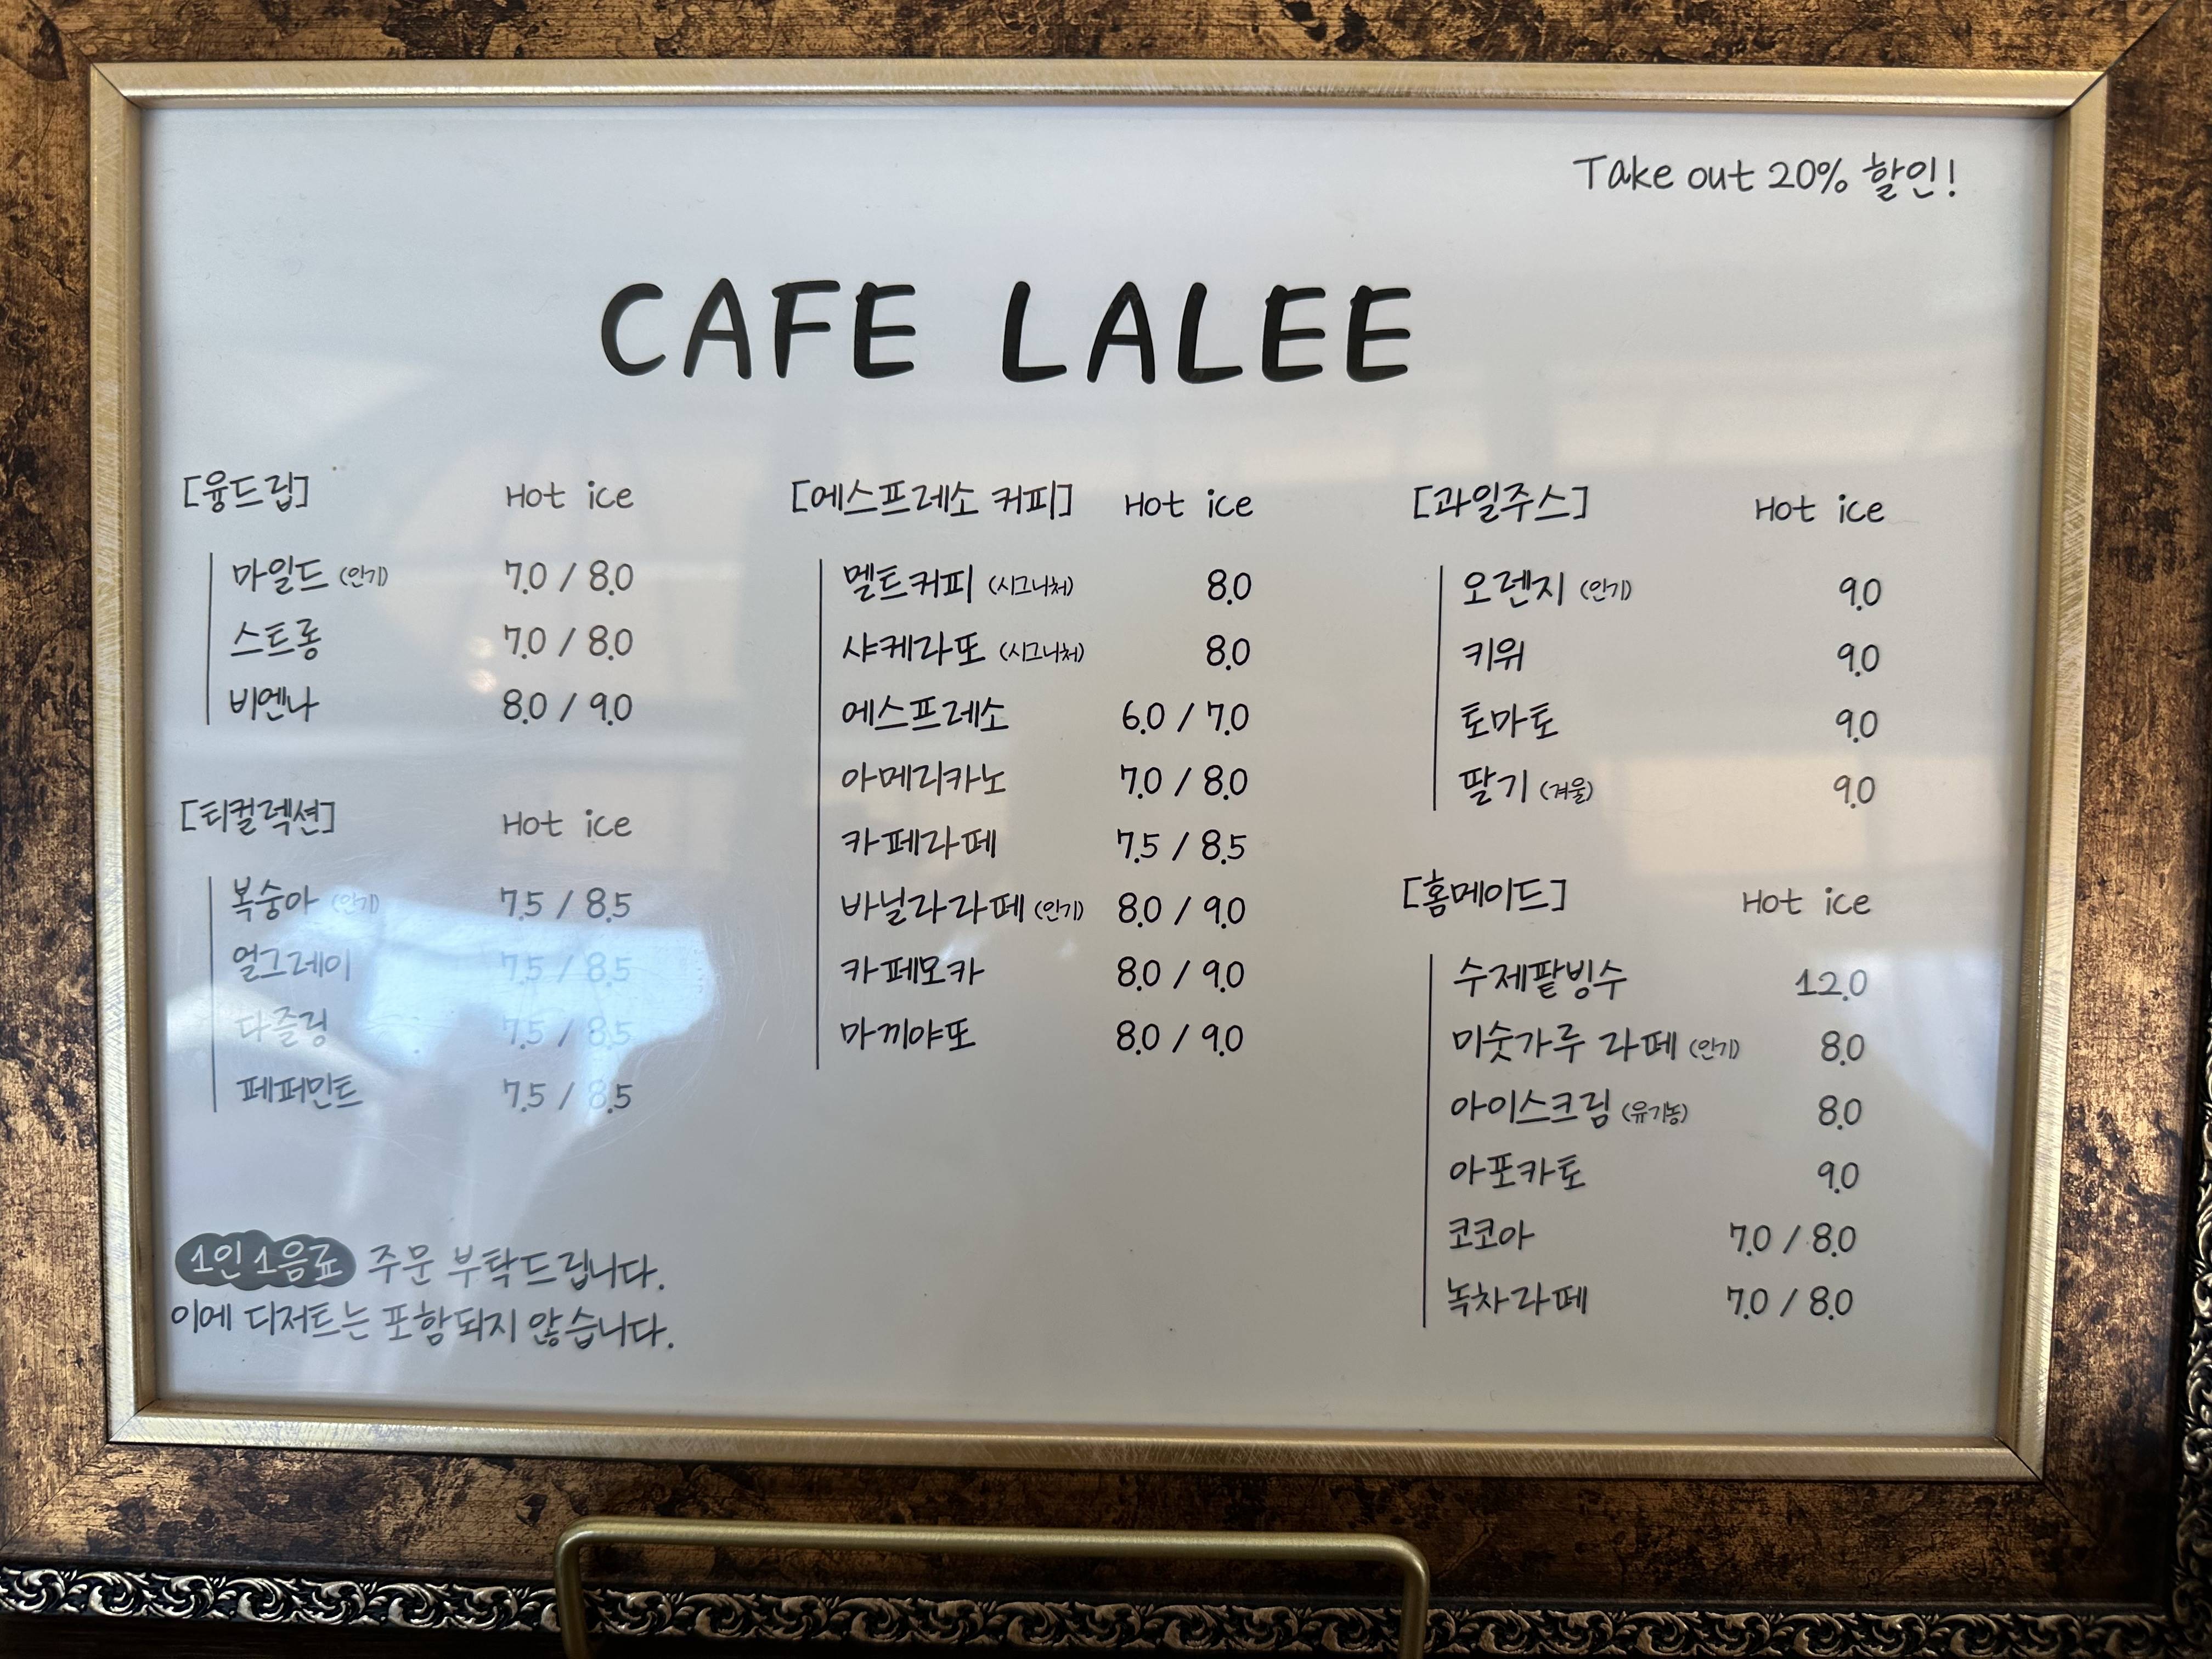 Take out 20% 할인!
CAFE LALEE
[융드립] Hot ice
마일드 (인기) 7.0 / 8.0
스트롱 7.0 / 8.0
비엔나 8.0 / 9.0
[티컬렉션] Hot ice
복숭아 (인기) 7.5 / 8.5
얼그레이 7.5 / 8.5
다즐링 7.5 / 8.5
페퍼민트 7.5 / 8.5
1인 1음료 주문 부탁드립니다.
이에 디저트는 포함되지 않습니다.
[에스프레소 커피] Hot ice
멜트커피 (시그니처) 8.0
샤케라또 (시그니처) 8.0
에스프레소 6.0 / 7.0
아메리카노 7.0 / 8.0
카페라떼 7.5 / 8.5
바닐라라떼 (인기) 8.0 / 9.0
카페모카 8.0 / 9.0
마끼야또 8.0 / 9.0
[과일주스] Hot ice
오렌지 (인기) 9.0
키위 9.0
토마토 9.0
딸기 (겨울) 9.0
[홈메이드] Hot ice
수제팥빙수 12.0
미숫가루 라떼 (인기) 8.0
아이스크림 (유기농) 8.0
아포카토 9.0
코코아 7.0 / 8.0
녹차라떼 7.0 / 8.0